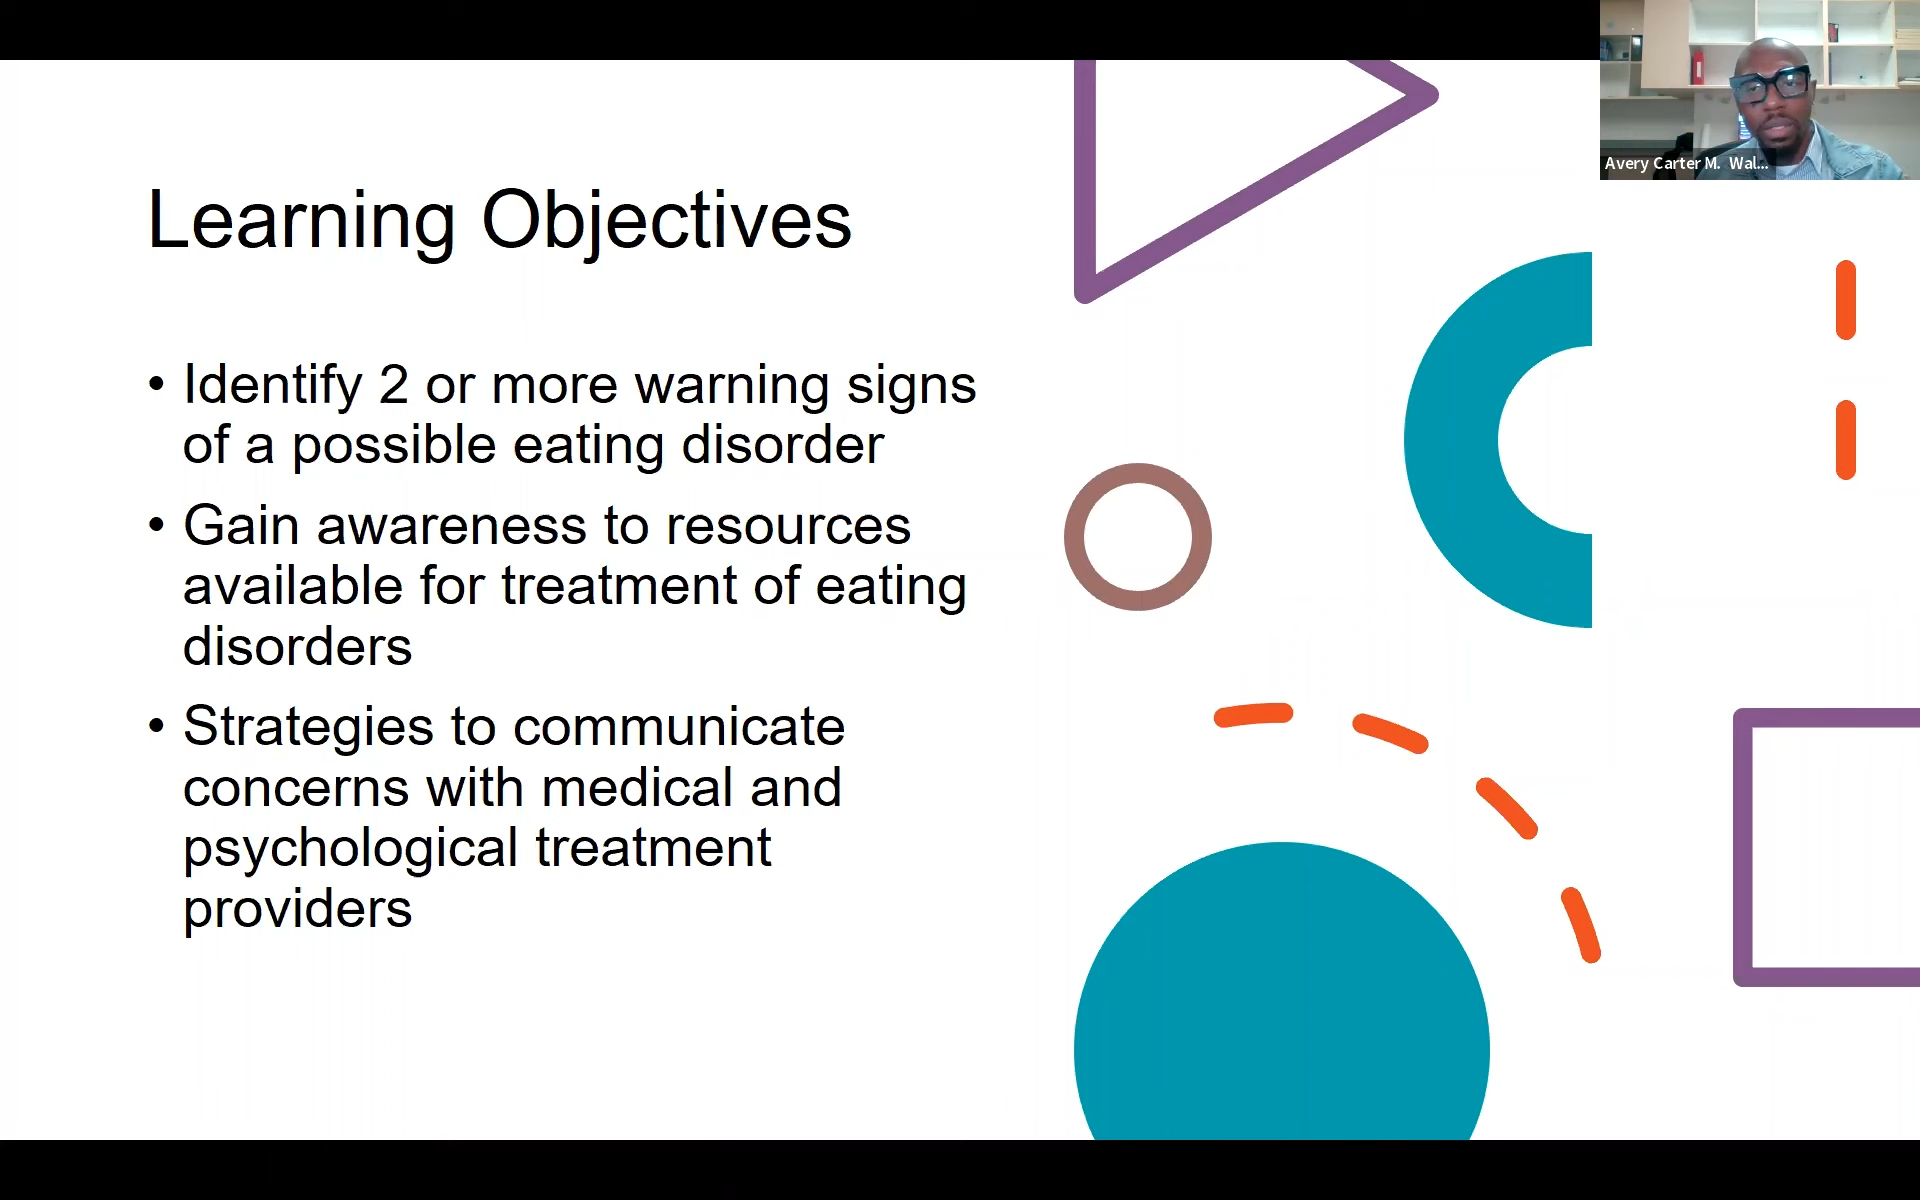 Learning Objectives
• Identify 2 or more warning signs
of a possible eating disorder
• Gain awareness to resources
available for treatment of eating
disorders
• Strategies to communicate
concerns with medical and
psychological treatment
providers
Avery Carter M. Wal...